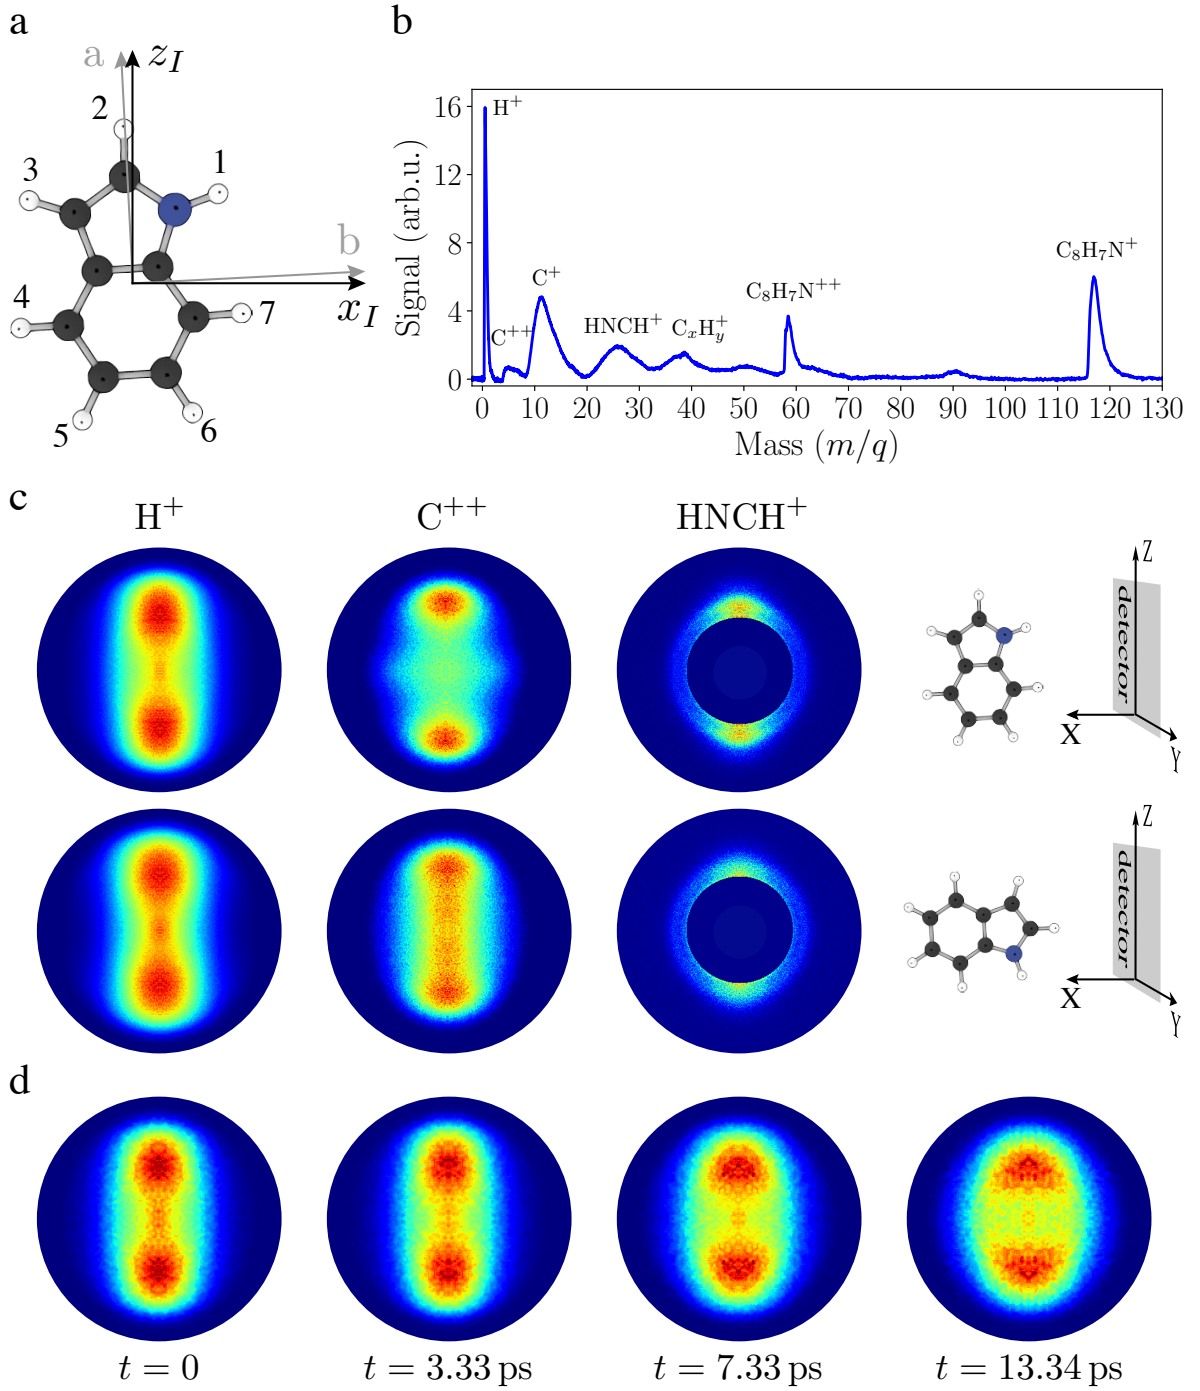 a
a
z_I
2
1
3
b
4
7
x_I
5
6
b
Signal (arb.u.)
16
12
8
4
0
H⁺
C⁺⁺
C⁺
HNCH⁺
CₓH_y⁺
C₈H₇N⁺⁺
C₈H₇N⁺
0 10 20 30 40 50 60 70 80 90 100 110 120 130
Mass (m/q)
c
H⁺ C⁺⁺ HNCH⁺
Z
detector
X
Y
Z
detector
X
Y
d
t = 0 t = 3.33 ps t = 7.33 ps t = 13.34 ps